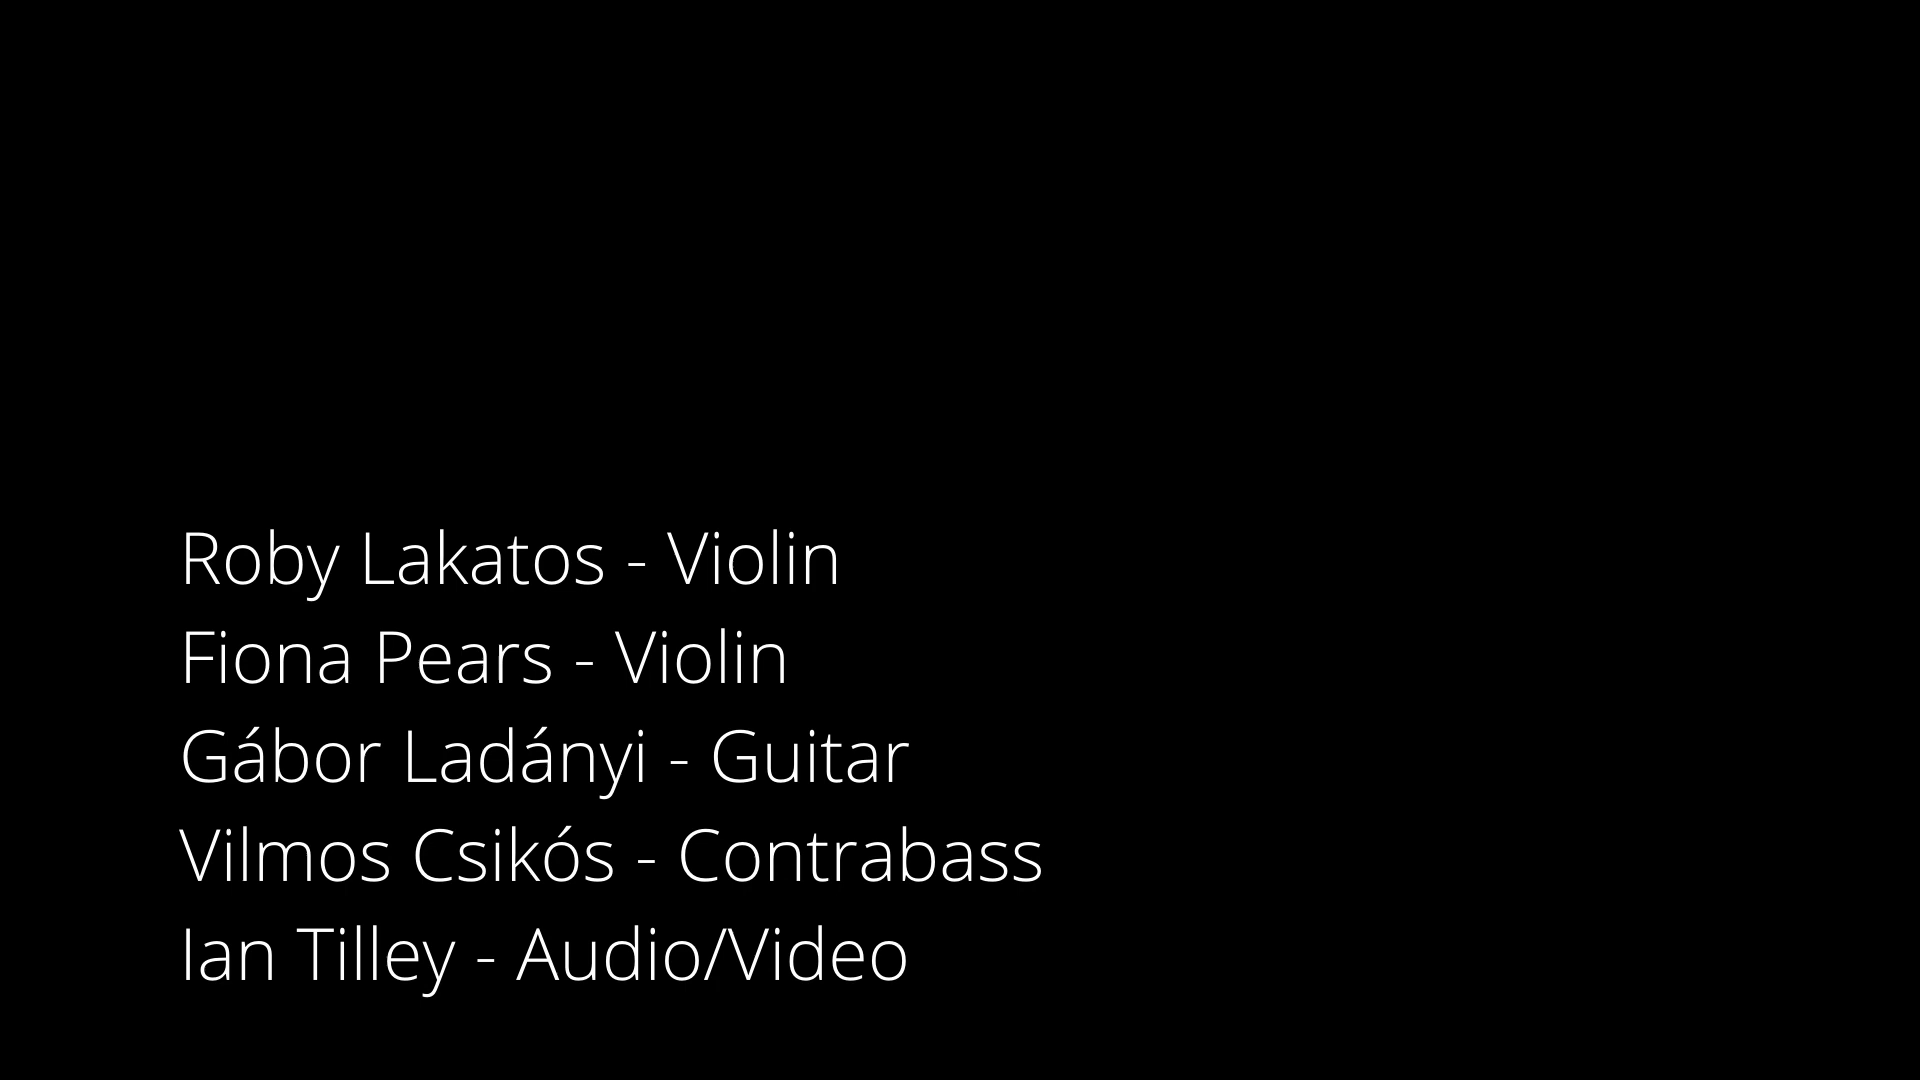 Roby Lakatos - Violin
Fiona Pears - Violin
Gábor Ladányi - Guitar
Vilmos Csikós - Contrabass
Ian Tilley - Audio/Video